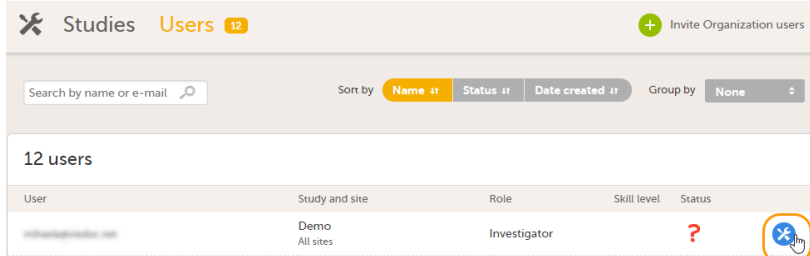 Studies Users 12 Invite Organization users
Search by name or e-mail Sort by Name Status Date created Group by None
12 users
User Study and site Role Skill level Status
Demo
All sites
Investigator ?